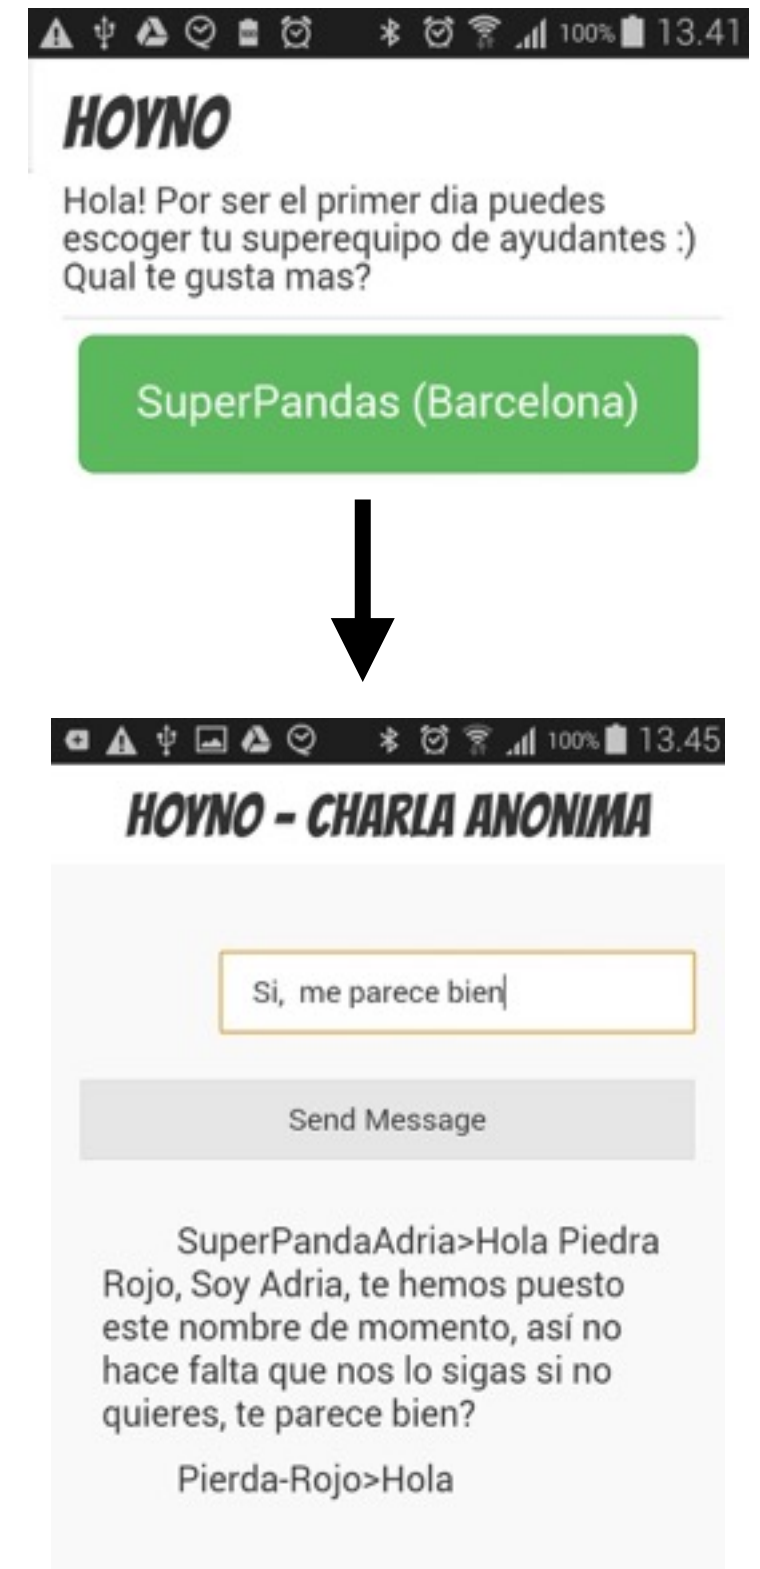 100% 13.41
HOYNO
Hola! Por ser el primer dia puedes
escoger tu superequipo de ayudantes :)
Qual te gusta mas?
SuperPandas (Barcelona)
100% 13.45
HOYNO - CHARLA ANONIMA
Si,  me parece bien
Send Message
SuperPandaAdria>Hola Piedra
Rojo, Soy Adria, te hemos puesto
este nombre de momento, así no
hace falta que nos lo sigas si no
quieres, te parece bien?
Pierda-Rojo>Hola